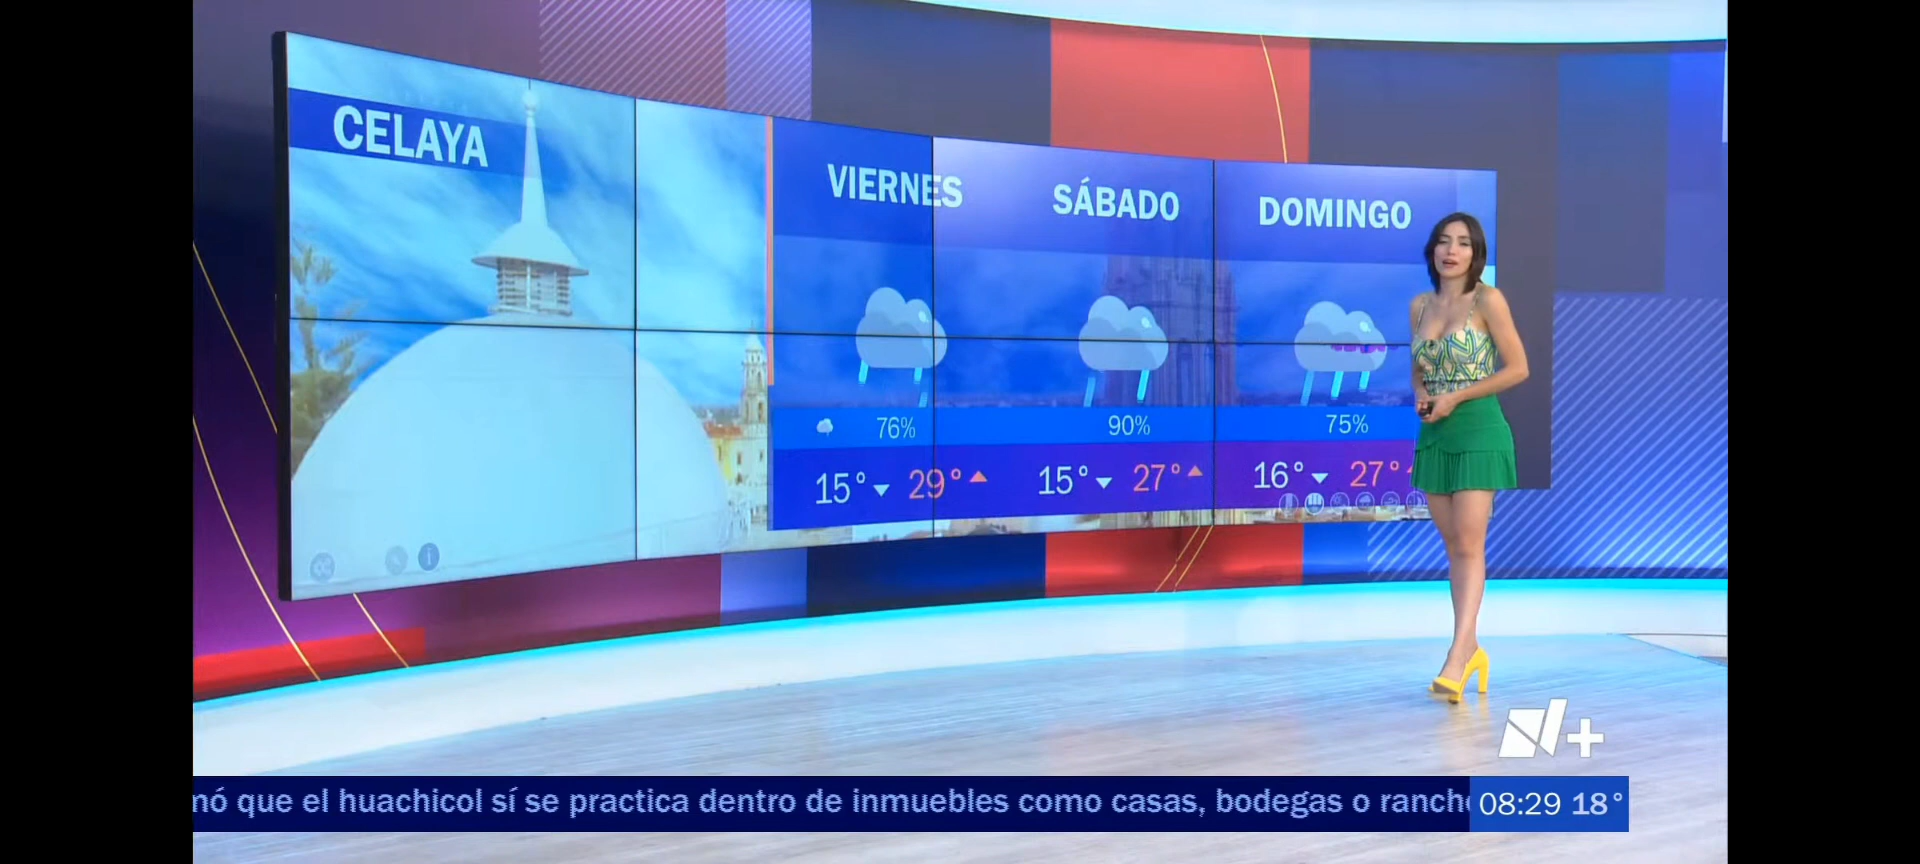 CELAYA
VIERNES
SÁBADO
DOMINGO
76%
90%
75%
15° 29°
15° 27°
16° 27°
N+
mó que el huachicol sí se practica dentro de inmuebles como casas, bodegas o ranch
08:29 18°